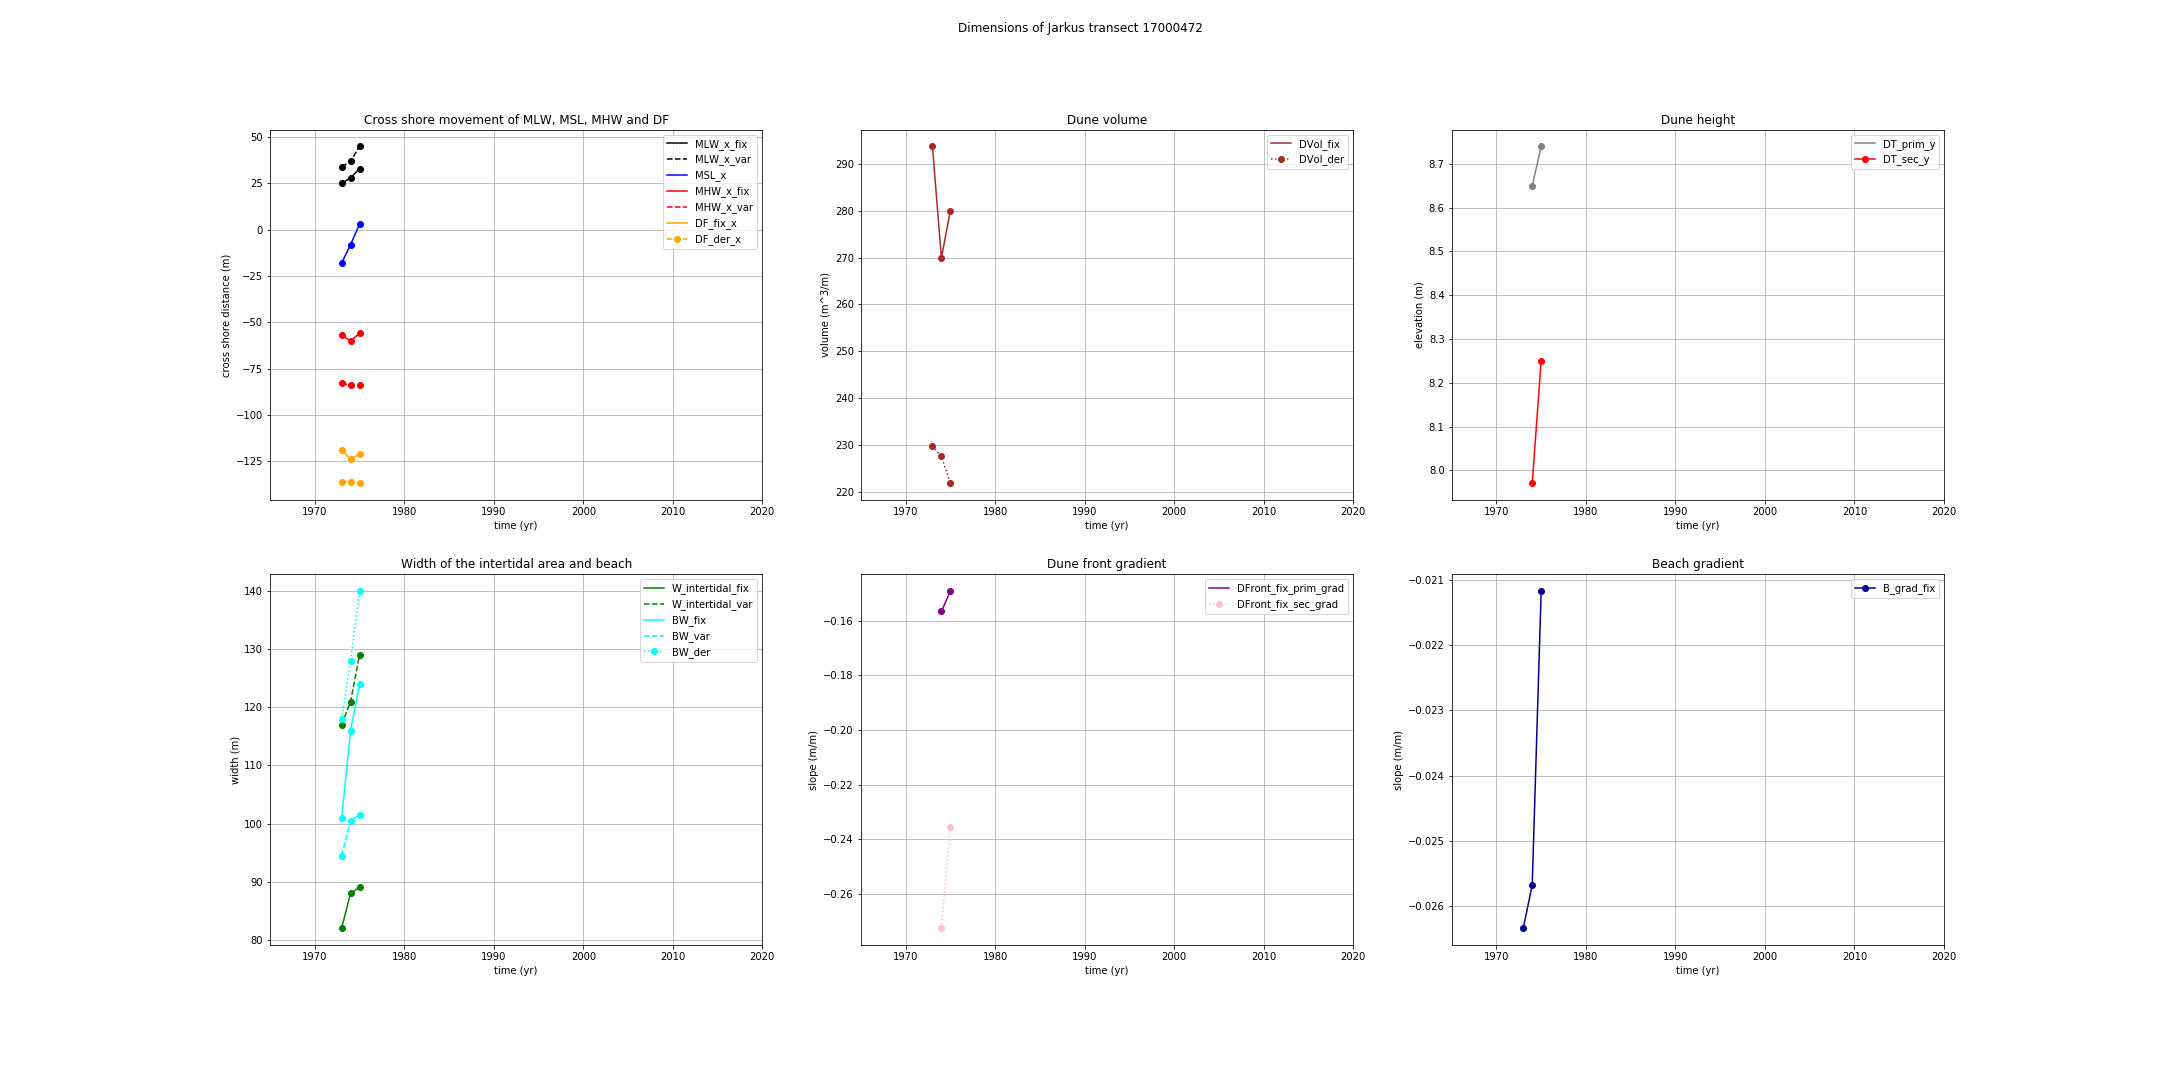 Dimensions of Jarkus transect 17000472
Cross shore movement of MLW, MSL, MHW and DF
50
25
0
−25
−50
−75
−100
−125
cross shore distance (m)
1970 1980 1990 2000 2010 2020
time (yr)
MLW_x_fix
MLW_x_var
MSL_x
MHW_x_fix
MHW_x_var
DF_fix_x
DF_der_x
Dune volume
290
280
270
260
250
240
230
220
volume (m^3/m)
1970 1980 1990 2000 2010 2020
time (yr)
DVol_fix
DVol_der
Dune height
8.7
8.6
8.5
8.4
8.3
8.2
8.1
8.0
elevation (m)
1970 1980 1990 2000 2010 2020
time (yr)
DT_prim_y
DT_sec_y
Width of the intertidal area and beach
140
130
120
110
100
90
80
width (m)
1970 1980 1990 2000 2010 2020
time (yr)
W_intertidal_fix
W_intertidal_var
BW_fix
BW_var
BW_der
Dune front gradient
−0.16
−0.18
−0.20
−0.22
−0.24
−0.26
slope (m/m)
1970 1980 1990 2000 2010 2020
time (yr)
DFront_fix_prim_grad
DFront_fix_sec_grad
Beach gradient
−0.021
−0.022
−0.023
−0.024
−0.025
−0.026
slope (m/m)
1970 1980 1990 2000 2010 2020
time (yr)
B_grad_fix